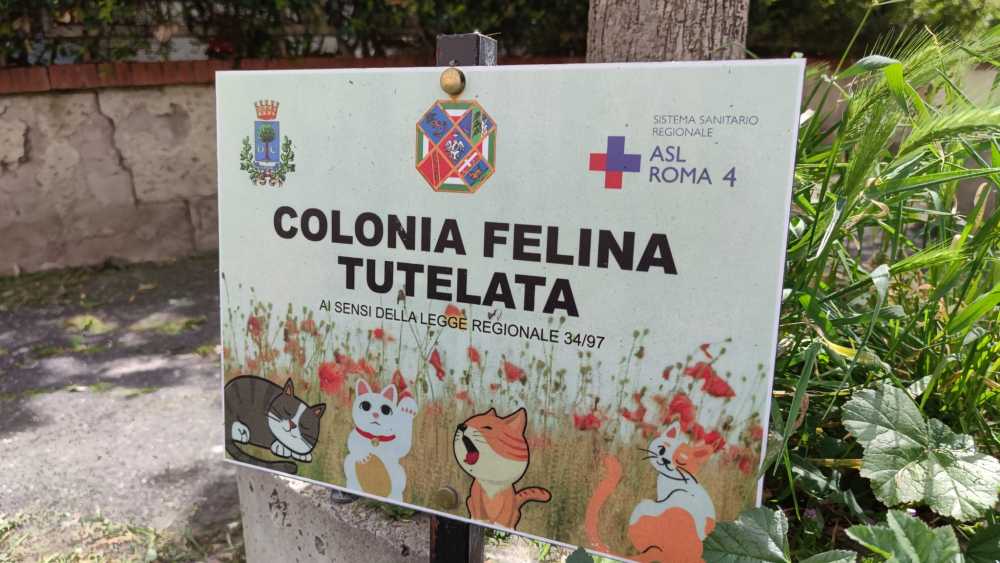 SISTEMA SANITARIO
REGIONALE
ASL
ROMA 4
COLONIA FELINA
TUTELATA
AI SENSI DELLA LEGGE REGIONALE 34/97